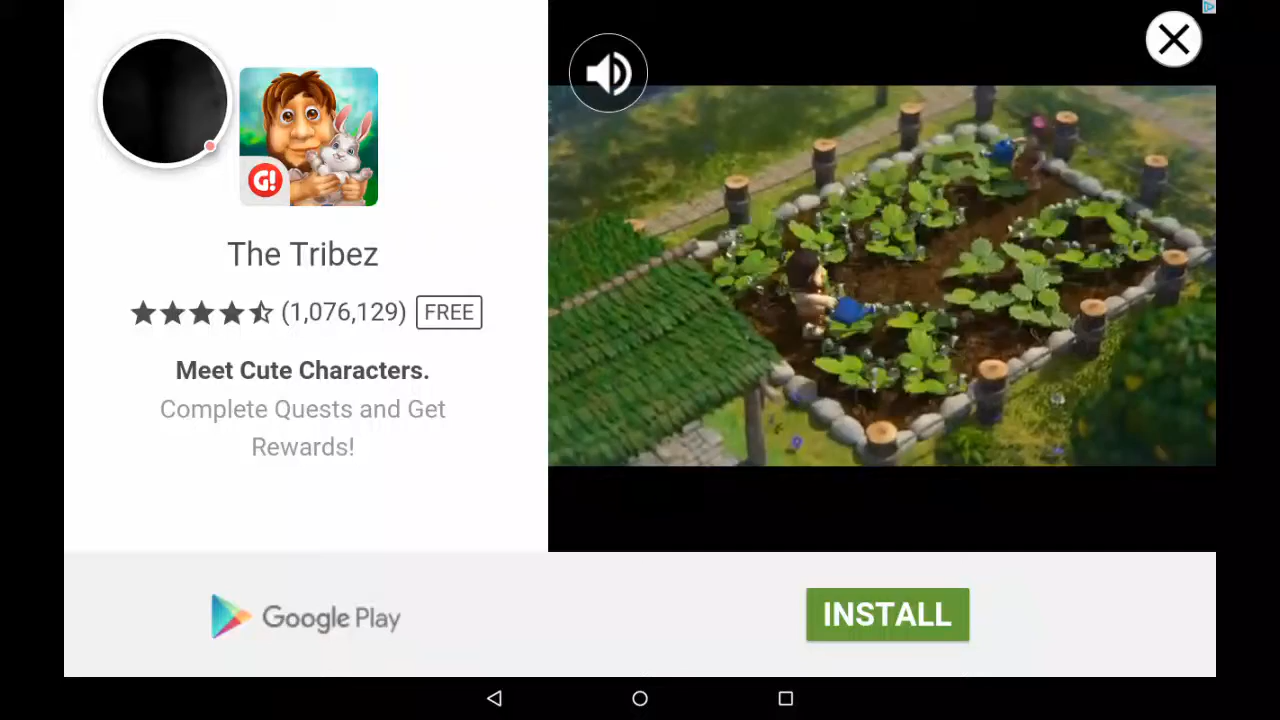 G!
The Tribez
(1,076,129) FREE
Meet Cute Characters.
Complete Quests and Get
Rewards!
Google Play
INSTALL